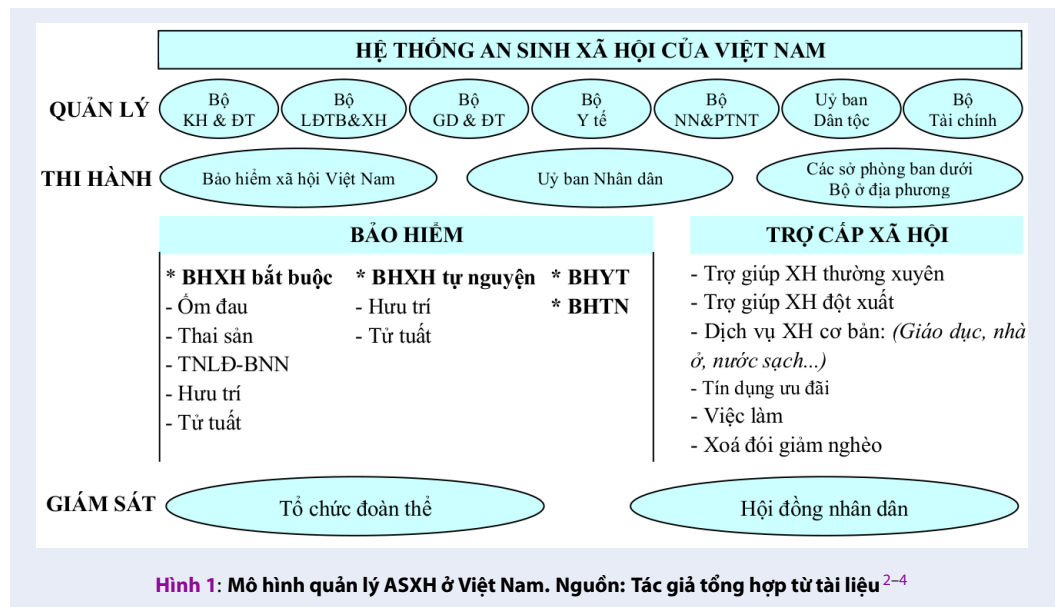 HỆ THỐNG AN SINH XÃ HỘI CỦA VIỆT NAM
QUẢN LÝ
Bộ
KH & ĐT
Bộ
LĐTB&XH
Bộ
GD & ĐT
Bộ
Y tế
Bộ
NN&PTNT
Uỷ ban
Dân tộc
Bộ
Tài chính
THI HÀNH
Bảo hiểm xã hội Việt Nam
Uỷ ban Nhân dân
Các sở phòng ban dưới
Bộ ở địa phương
BẢO HIỂM
* BHXH bắt buộc
- Ốm đau
- Thai sản
- TNLĐ-BNN
- Hưu trí
- Tử tuất
* BHXH tự nguyện
- Hưu trí
- Tử tuất
* BHYT
* BHTN
TRỢ CẤP XÃ HỘI
- Trợ giúp XH thường xuyên
- Trợ giúp XH đột xuất
- Dịch vụ XH cơ bản: (Giáo dục, nhà
ở, nước sạch...)
- Tín dụng ưu đãi
- Việc làm
- Xoá đói giảm nghèo
GIÁM SÁT
Tổ chức đoàn thể
Hội đồng nhân dân
Hình 1: Mô hình quản lý ASXH ở Việt Nam. Nguồn: Tác giả tổng hợp từ tài liệu 2–4